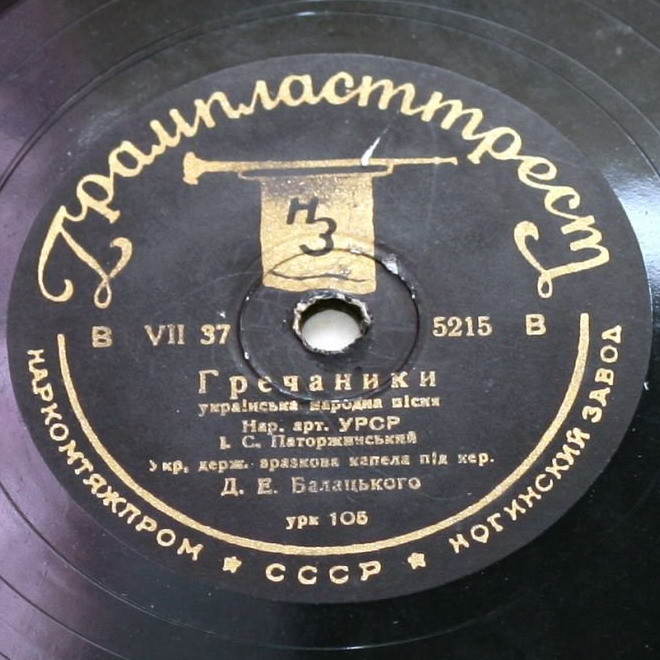 Грампласттрест
НЗ
В VII 37 5215 В
Гречаники
українська народна пісня
Нар. арт. УРСР
І. С. Паторжинський
Укр. держ. зразкова капела під кер.
Д. Е. Балацького
урк 105
НАРКОМТЯЖПРОМ ★ СССР ★ НОГИНСКИЙ ЗАВОД